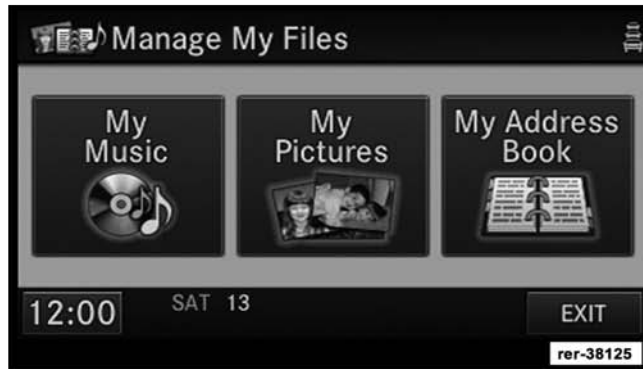 Manage My Files
My
Music
My
Pictures
My Address
Book
12:00
SAT 13
EXIT
rer-38125